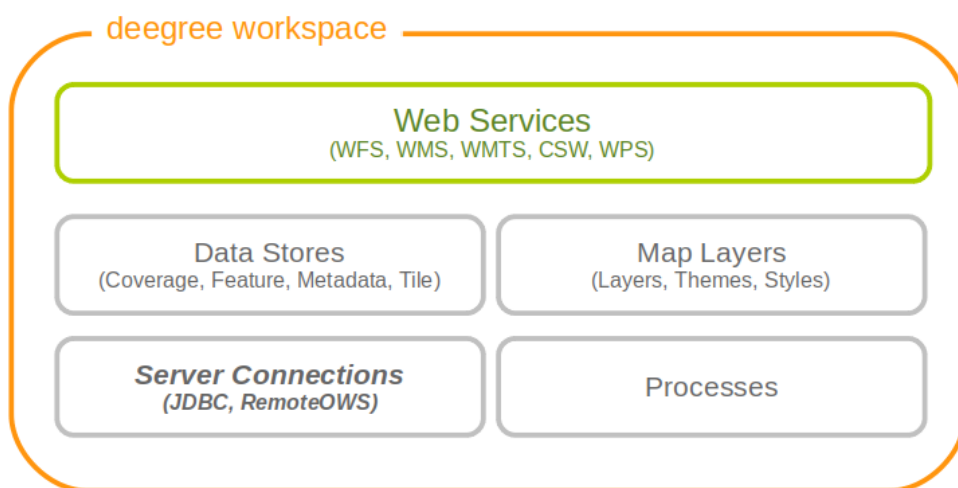 deegree workspace
Web Services
(WFS, WMS, WMTS, CSW, WPS)
Data Stores
(Coverage, Feature, Metadata, Tile)
Map Layers
(Layers, Themes, Styles)
Server Connections
(JDBC, RemoteOWS)
Processes